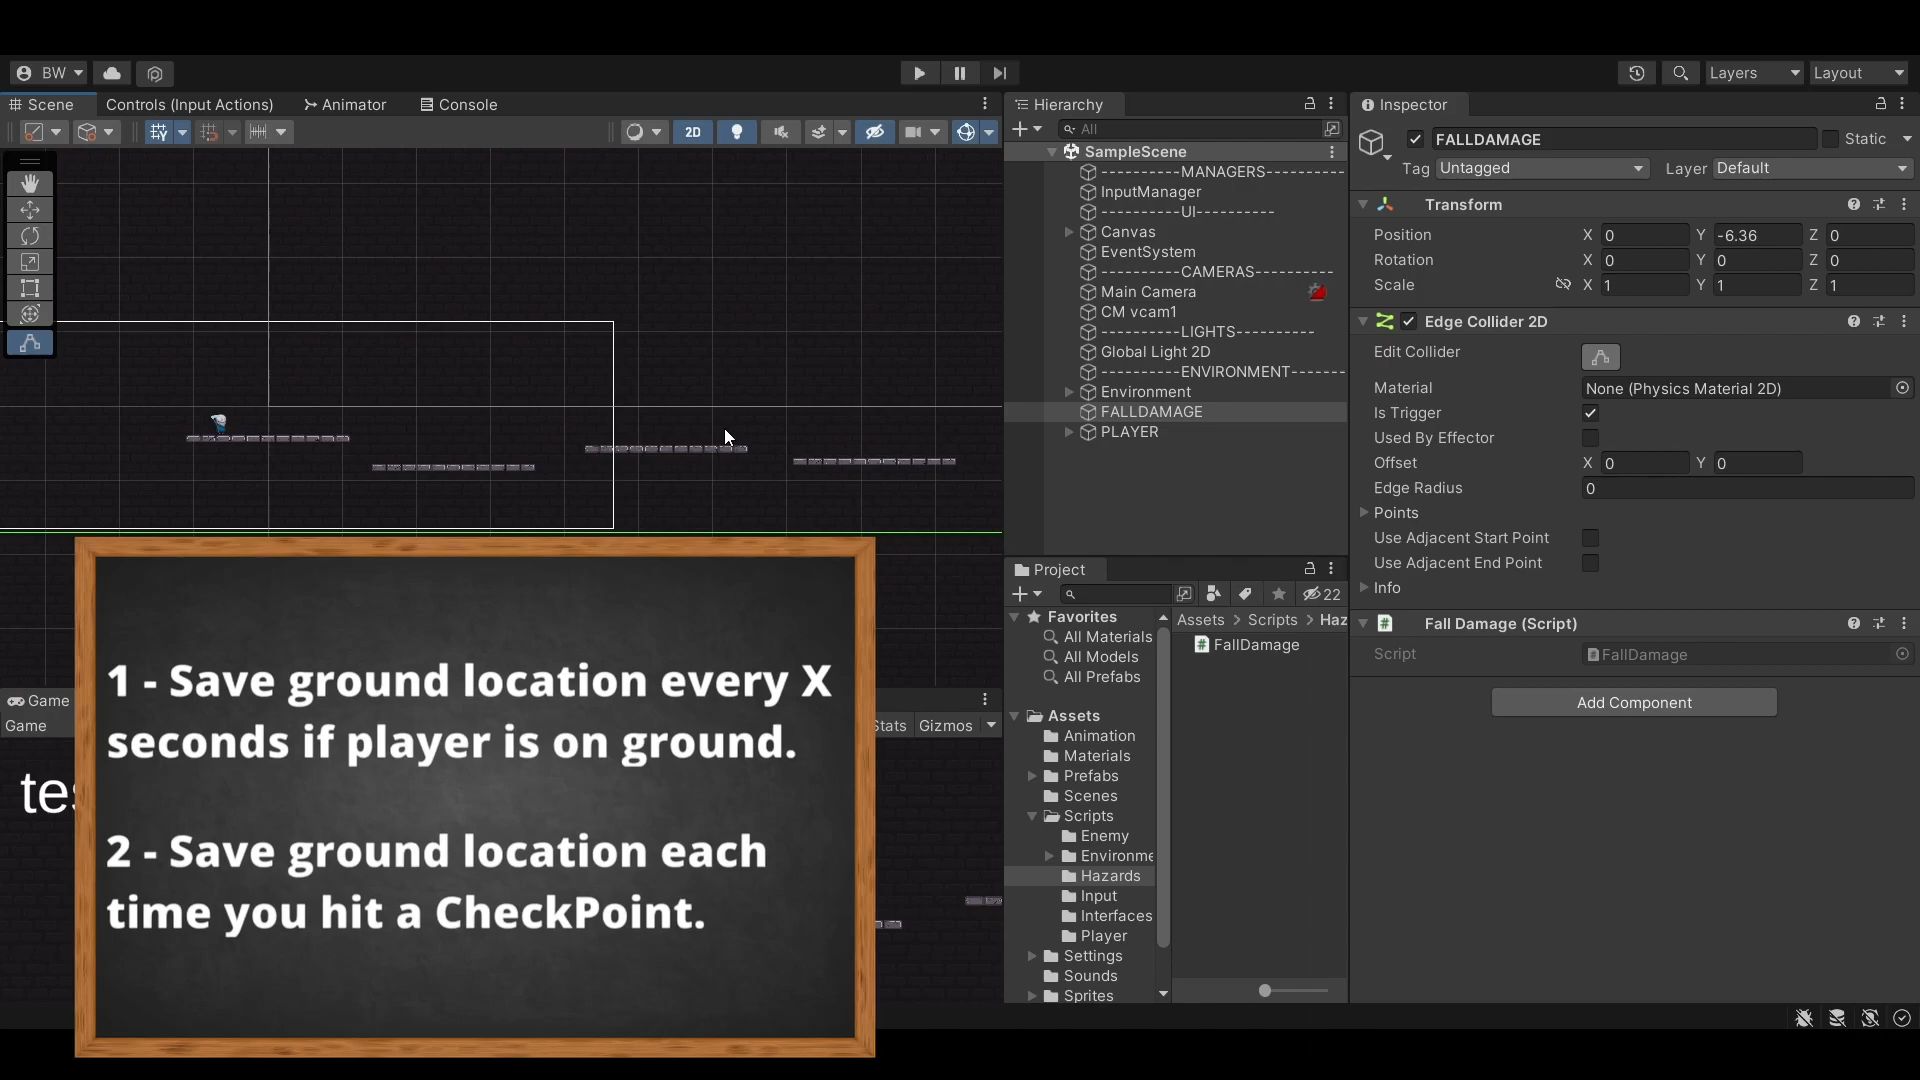 BW
Layers
Layout
Scene
Controls (Input Actions)
Animator
Console
2D
Hierarchy
All
SampleScene
----------MANAGERS----------
InputManager
----------UI----------
Canvas
EventSystem
----------CAMERAS----------
Main Camera
CM vcam1
----------LIGHTS----------
Global Light 2D
----------ENVIRONMENT------
Environment
FALLDAMAGE
PLAYER
Inspector
FALLDAMAGE
Static
Tag Untagged
Layer Default
Transform
Position X 0 Y -6.36 Z 0
Rotation X 0 Y 0 Z 0
Scale X 1 Y 1 Z 1
Edge Collider 2D
Edit Collider
Material None (Physics Material 2D)
Is Trigger
Used By Effector
Offset X 0 Y 0
Edge Radius 0
Points
Use Adjacent Start Point
Use Adjacent End Point
Info
Fall Damage (Script)
Script FallDamage
Add Component
Project
22
Favorites
All Materials
All Models
All Prefabs
Assets
Animation
Materials
Prefabs
Scenes
Scripts
Enemy
Environme
Hazards
Input
Interfaces
Player
Settings
Sounds
Sprites
Assets > Scripts > Haz
FallDamage
Game
Game
Stats Gizmos
tes
1 - Save ground location every X
seconds if player is on ground.
2 - Save ground location each
time you hit a CheckPoint.